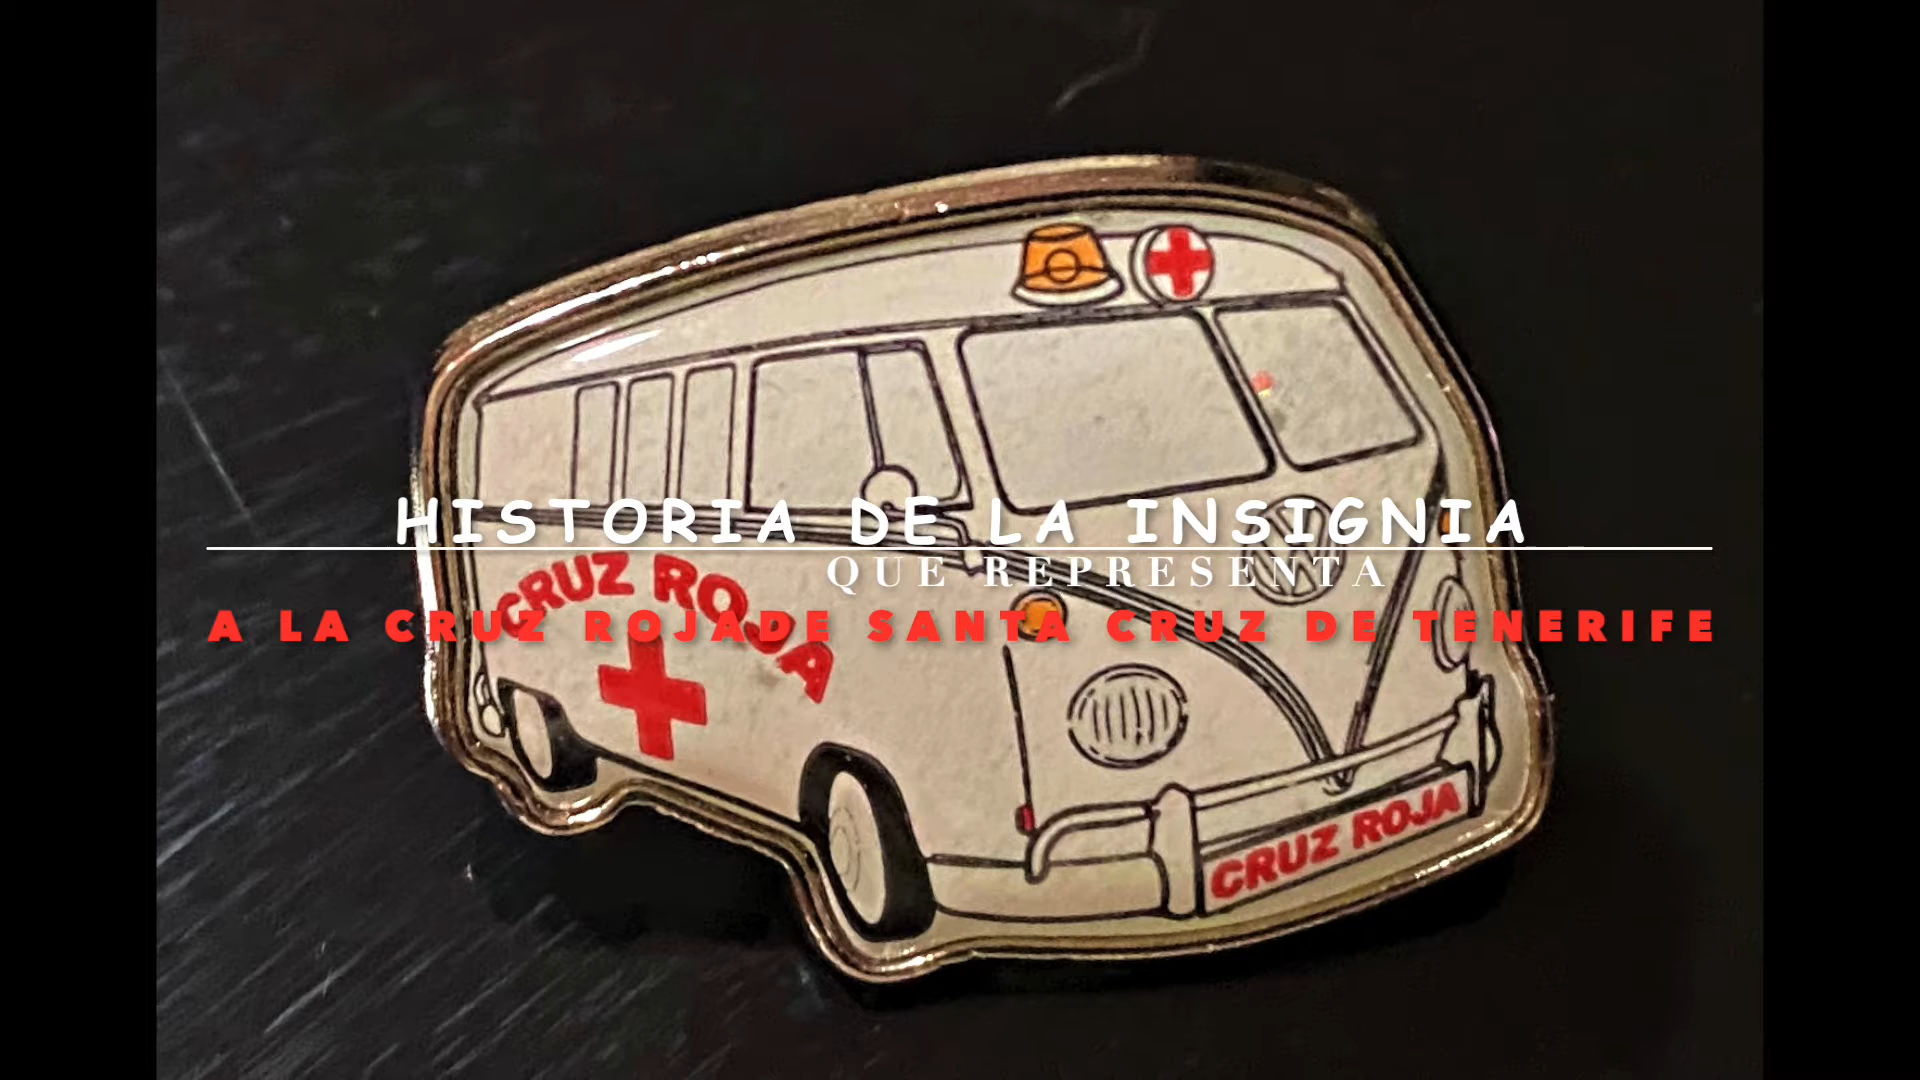 HISTORIA DE LA INSIGNIA
QUE REPRESENTA
A LA CRUZ ROJADE SANTA CRUZ DE TENERIFE
CRUZ ROJA
CRUZ ROJA